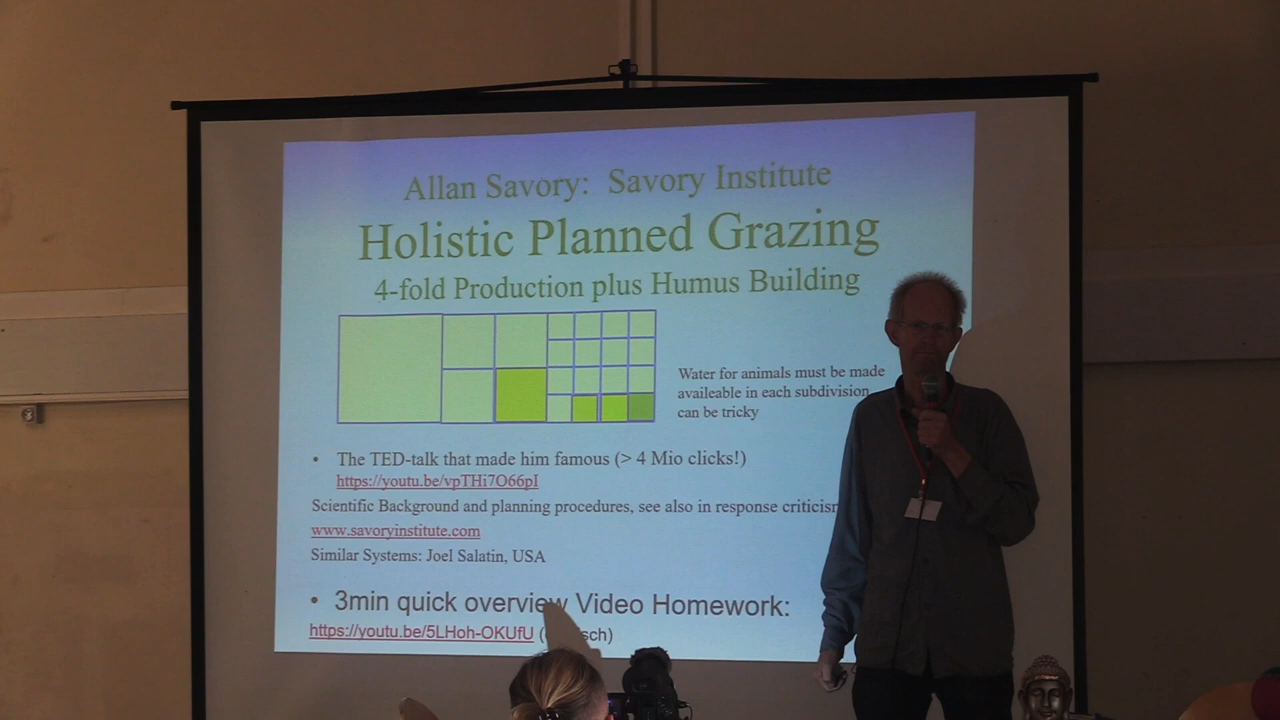 Allan Savory: Savory Institute
Holistic Planned Grazing
4-fold Production plus Humus Building
Water for animals must be made
availeable in each subdivision
can be tricky
• The TED-talk that made him famous (> 4 Mio clicks!)
https://youtu.be/vpTHi7O66pI
Scientific Background and planning procedures, see also in response criticism
www.savoryinstitute.com
Similar Systems: Joel Salatin, USA
• 3min quick overview Video Homework:
https://youtu.be/5LHoh-OKUfU